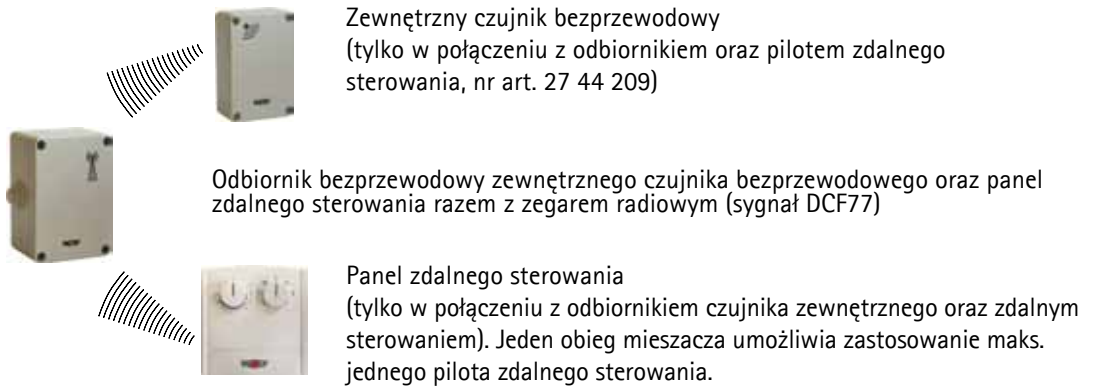 Zewnętrzny czujnik bezprzewodowy
(tylko w połączeniu z odbiornikiem oraz pilotem zdalnego
sterowania, nr art. 27 44 209)
Odbiornik bezprzewodowy zewnętrznego czujnika bezprzewodowego oraz panel
zdalnego sterowania razem z zegarem radiowym (sygnał DCF77)
Panel zdalnego sterowania
(tylko w połączeniu z odbiornikiem czujnika zewnętrznego oraz zdalnym
sterowaniem). Jeden obieg mieszacza umożliwia zastosowanie maks.
jednego pilota zdalnego sterowania.